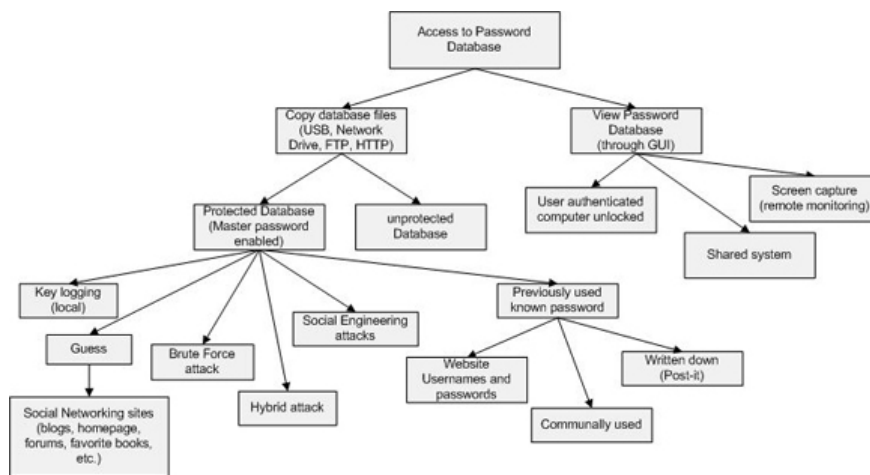 Access to Password
Database
Copy database files
(USB, Network
Drive, FTP, HTTP)
View Password
Database
(through GUI)
Protected Database
(Master password
enabled)
unprotected
Database
User authenticated
computer unlocked
Screen capture
(remote monitoring)
Shared system
Key logging
(local)
Guess
Brute Force
attack
Social Engineering
attacks
Hybrid attack
Previously used
known password
Social Networking sites
(blogs, homepage,
forums, favorite books,
etc.)
Website
Usernames and
passwords
Communally used
Written down
(Post-it)